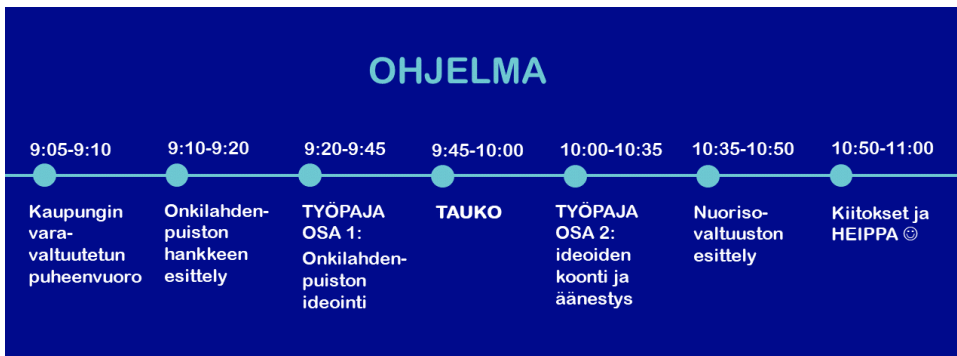 OHJELMA
9:05-9:10
Kaupungin
vara-
valtuutetun
puheenvuoro
9:10-9:20
Onkilahden-
puiston
hankkeen
esittely
9:20-9:45
TYÖPAJA
OSA 1:
Onkilahden-
puiston
ideointi
9:45-10:00
TAUKO
10:00-10:35
TYÖPAJA
OSA 2:
ideoiden
koonti ja
äänestys
10:35-10:50
Nuoriso-
valtuuston
esittely
10:50-11:00
Kiitokset ja
HEIPPA ☺